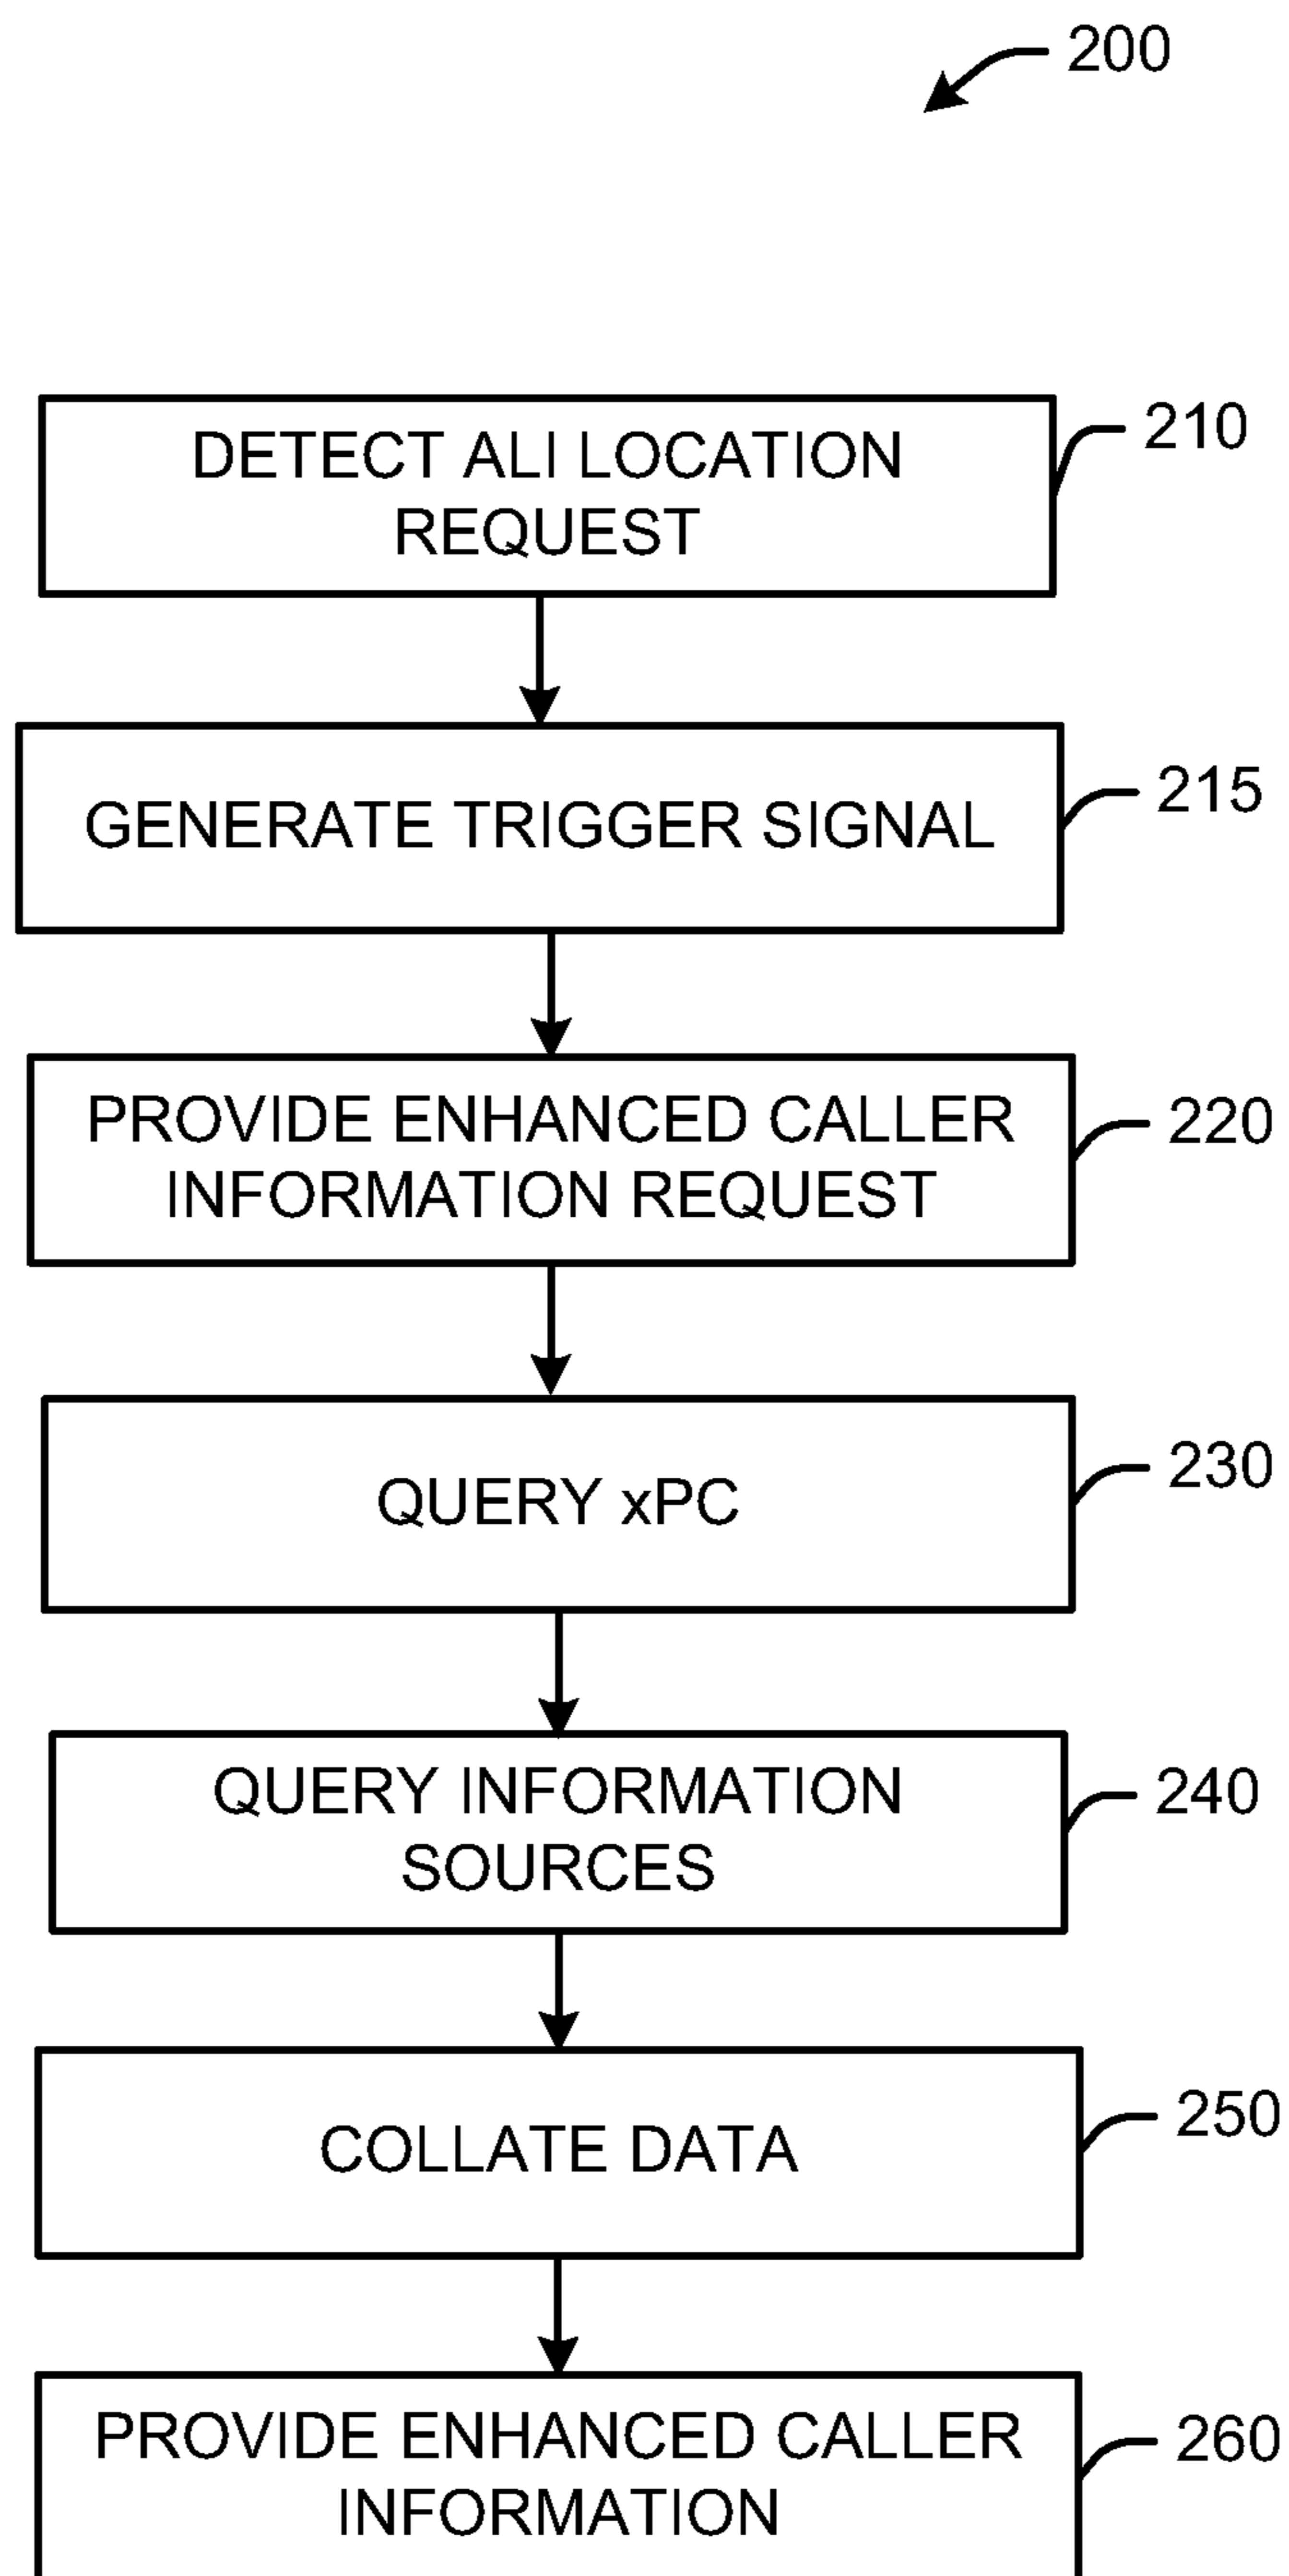 200
DETECT ALI LOCATION
REQUEST
210
GENERATE TRIGGER SIGNAL
215
PROVIDE ENHANCED CALLER
INFORMATION REQUEST
220
QUERY xPC
230
QUERY INFORMATION
SOURCES
240
COLLATE DATA
250
PROVIDE ENHANCED CALLER
INFORMATION
260